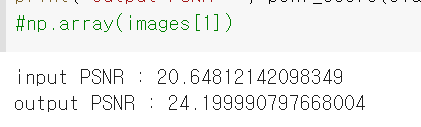 #np.array(images[1])
input PSNR : 20.64812142098349
output PSNR : 24.199990797668004